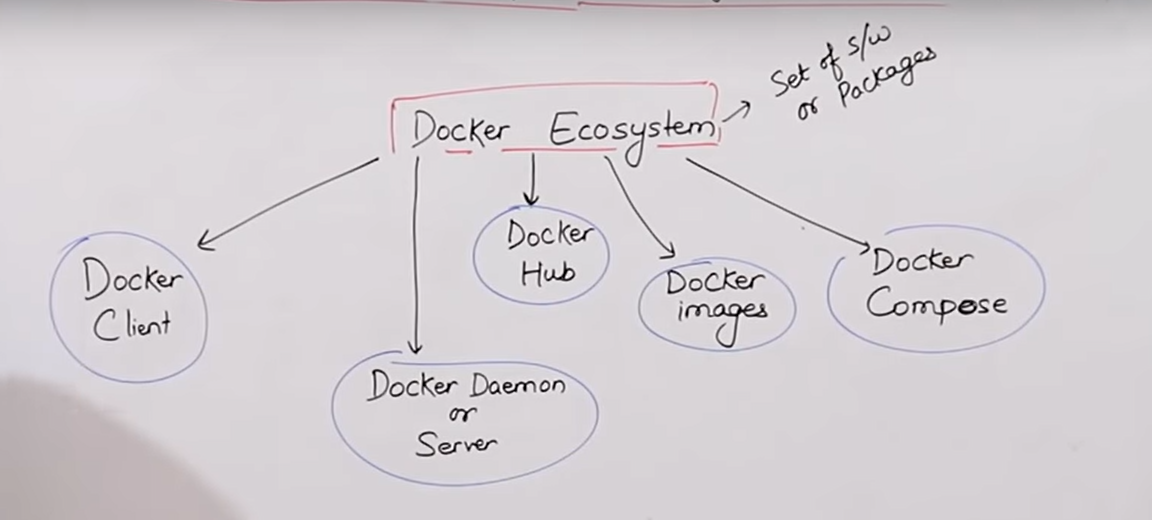 Set of s/w
or Packages
Docker Ecosystem
Docker
Client
Docker Daemon
or
Server
Docker
Hub
Docker
images
Docker
Compose